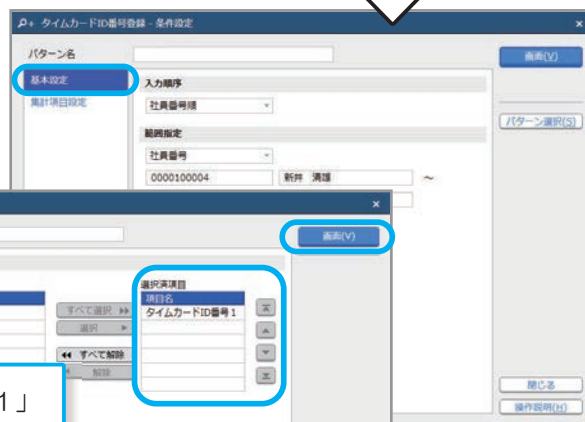 タイムカードID番号登録 - 条件設定
パターン名
画面(V)
基本設定
集計項目設定
入力順序
社員番号順
パターン選択(S)
範囲指定
社員番号
0000100004
新井 清雄
～
画面(V)
選択済項目
項目名
タイムカードID番号1
すべて選択
選択
すべて解除
解除
閉じる
操作説明(H)
1」